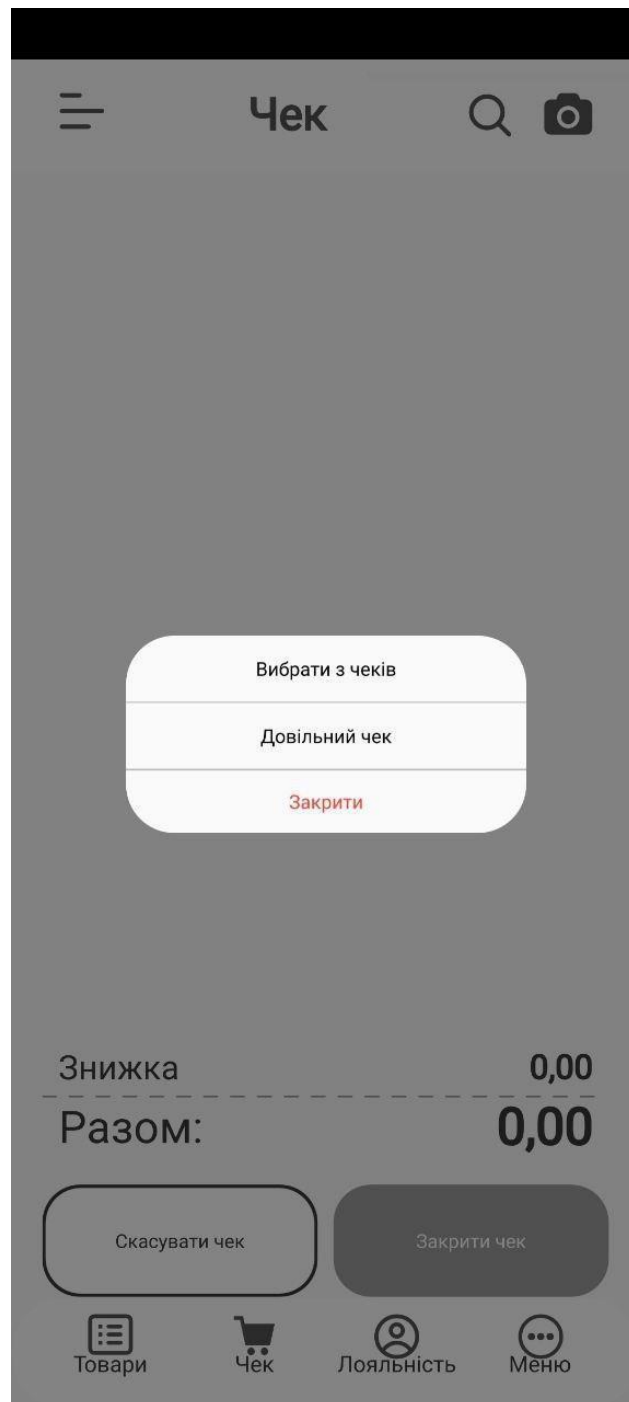 Чек
Вибрати з чеків
Довільний чек
Закрити
Знижка 0,00
Разом: 0,00
Скасувати чек Закрити чек
Товари Чек Лояльність Меню